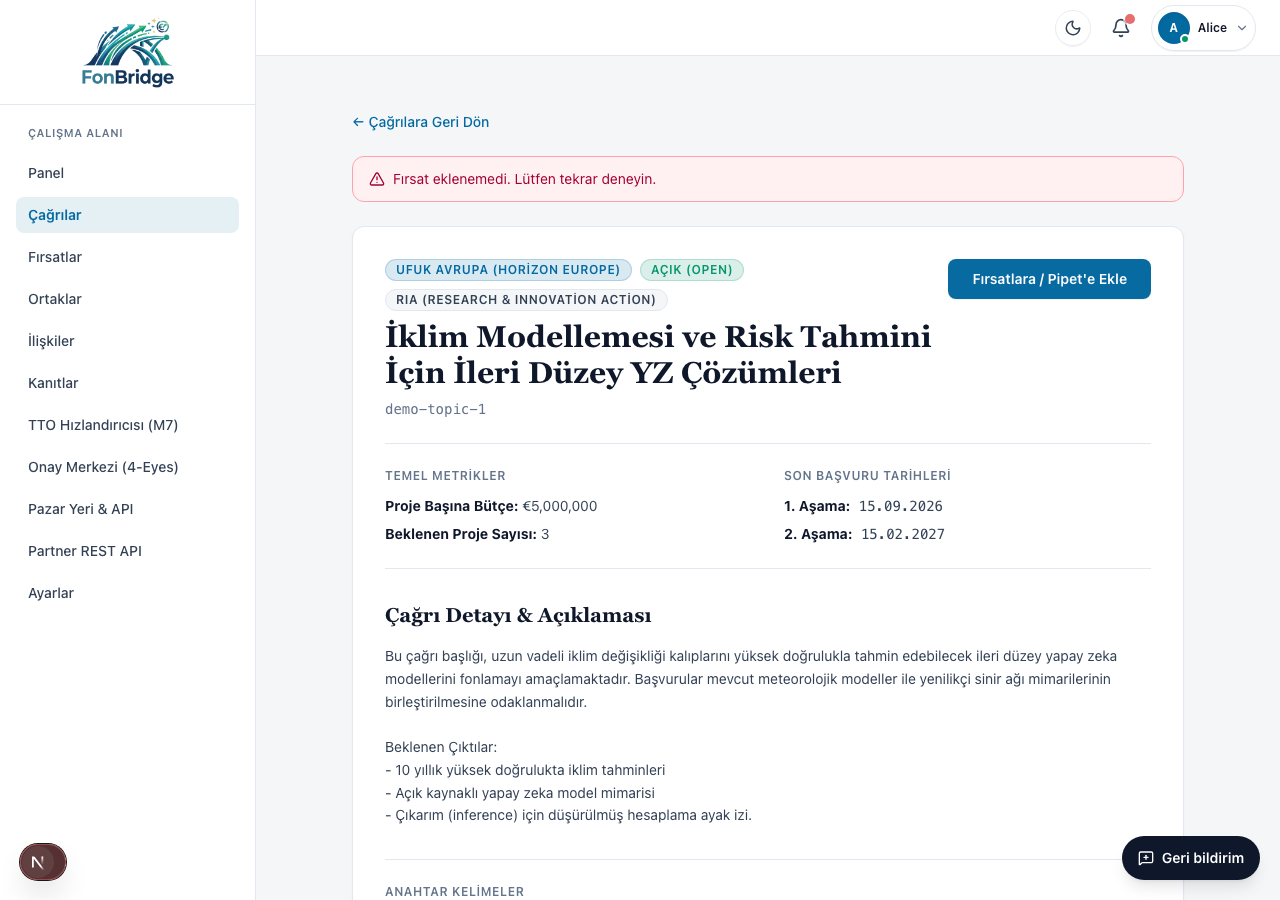 FonBridge
ÇALIŞMA ALANI
Panel
Çağrılar
Fırsatlar
Ortaklar
İlişkiler
Kanıtlar
TTO Hızlandırıcısı (M7)
Onay Merkezi (4-Eyes)
Pazar Yeri & API
Partner REST API
Ayarlar
N
A
Alice
← Çağrılara Geri Dön
Fırsat eklenemedi. Lütfen tekrar deneyin.
UFUK AVRUPA (HORİZON EUROPE)
AÇIK (OPEN)
RIA (RESEARCH & INNOVATİON ACTİON)
Fırsatlara / Pipet'e Ekle
İklim Modellemesi ve Risk Tahmini
İçin İleri Düzey YZ Çözümleri
demo-topic-1
TEMEL METRİKLER
Proje Başına Bütçe: €5,000,000
Beklenen Proje Sayısı: 3
SON BAŞVURU TARİHLERİ
1. Aşama: 15.09.2026
2. Aşama: 15.02.2027
Çağrı Detayı & Açıklaması
Bu çağrı başlığı, uzun vadeli iklim değişikliği kalıplarını yüksek doğrulukla tahmin edebilecek ileri düzey yapay zeka
modellerini fonlamayı amaçlamaktadır. Başvurular mevcut meteorolojik modeller ile yenilikçi sinir ağı mimarilerinin
birleştirilmesine odaklanmalıdır.
Beklenen Çıktılar:
- 10 yıllık yüksek doğrulukta iklim tahminleri
- Açık kaynaklı yapay zeka model mimarisi
- Çıkarım (inference) için düşürülmüş hesaplama ayak izi.
ANAHTAR KELİMELER
Geri bildirim